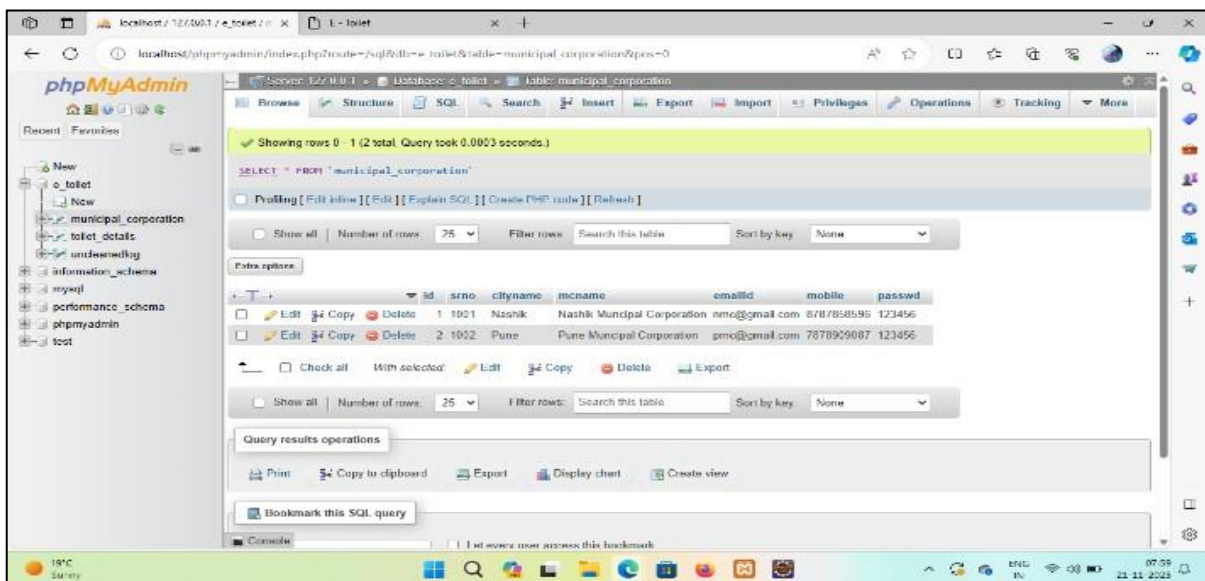 localhost / 127.0.0.1 / e_toilet / n
E - Toilet
localhost/phpmyadmin/index.php?route=/sql&db=e_toilet&table=municipal_corporation&pos=0
phpMyAdmin
Recent Favorites
New
e_toilet
New
municipal_corporation
toilet_details
uncleanedlog
information_schema
mysql
performance_schema
phpmyadmin
test
Server: 127.0.0.1 » Database: e_toilet » Table: municipal_corporation
Browse Structure SQL Search Insert Export Import Privileges Operations Tracking More
Showing rows 0 - 1 (2 total, Query took 0.0003 seconds.)
SELECT * FROM `municipal_corporation`
Profiling [ Edit inline ] [ Edit ] [ Explain SQL ] [ Create PHP code ] [ Refresh ]
Show all | Number of rows: 25 Filter rows: Search this table Sort by key: None
Extra options
id srno cityname mcname emailid mobile passwd
Edit Copy Delete 1 1001 Nashik Nashik Muncipal Corporation nmc@gmail.com 8787858596 123456
Edit Copy Delete 2 1002 Pune Pune Muncipal Corporation pmc@gmail.com 7878909087 123456
Check all With selected: Edit Copy Delete Export
Show all | Number of rows: 25 Filter rows: Search this table Sort by key: None
Query results operations
Print Copy to clipboard Export Display chart Create view
Bookmark this SQL query
Console
Let every user access this bookmark
19°C
Sunny
ENG
IN
07:59
21-11-2023